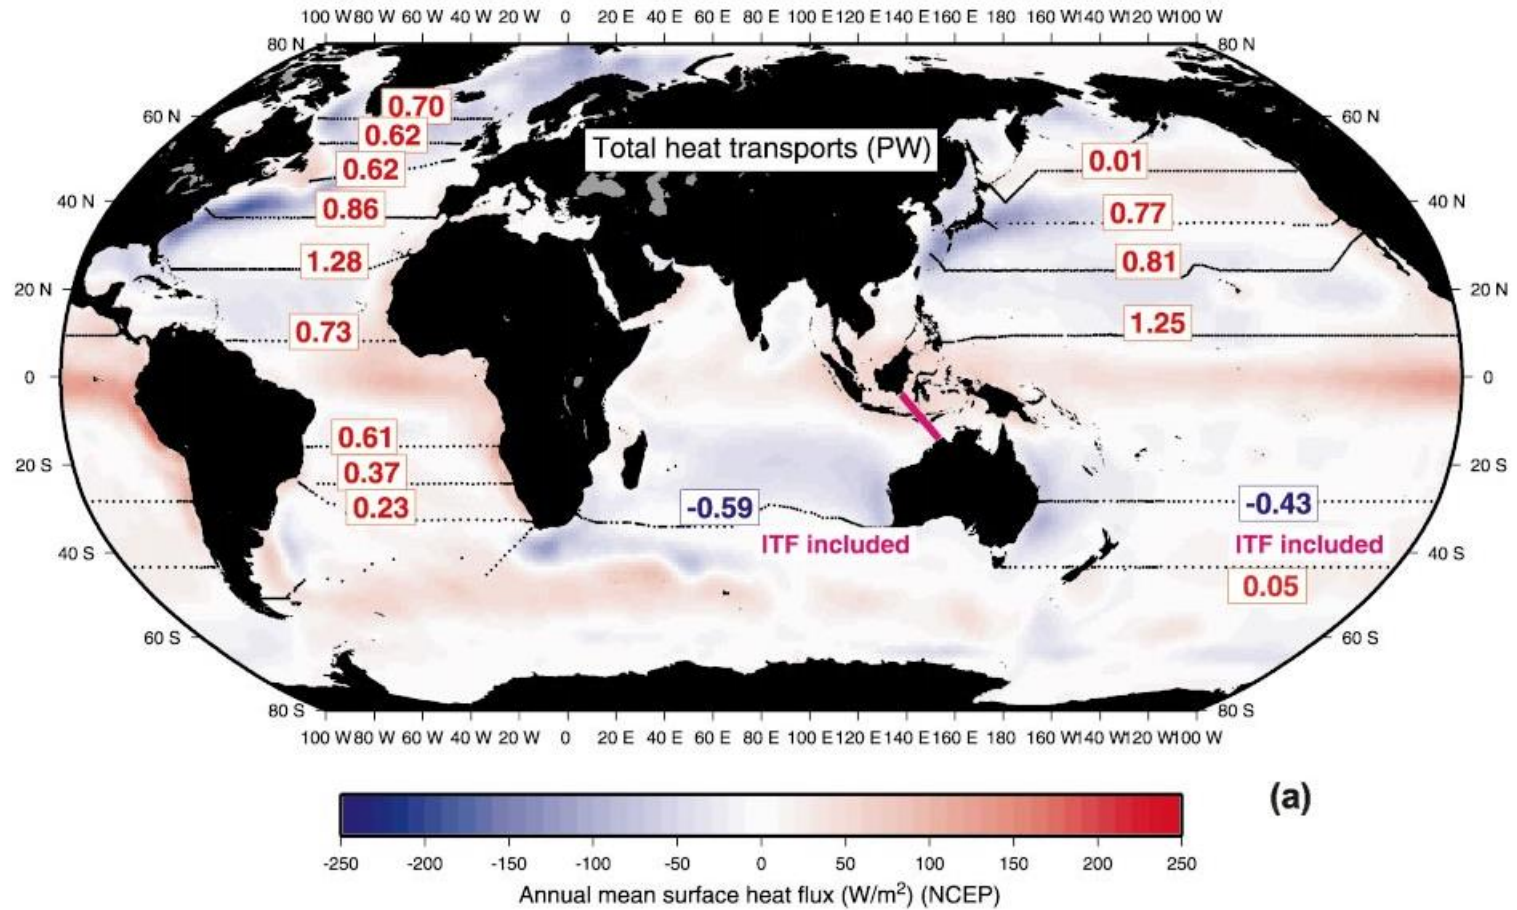 100 W 80 W 60 W 40 W 20 W 0 20 E 40 E 60 E 80 E 100 E 120 E 140 E 160 E 180 160 W 140 W 120 W 100 W
80 N 80 N
60 N 60 N
40 N 40 N
20 N 20 N
0 0
20 S 20 S
40 S 40 S
60 S 60 S
80 S 80 S
Total heat transports (PW)
0.70
0.62
0.62
0.86
1.28
0.73
0.61
0.37
0.23
-0.59
ITF included
0.01
0.77
0.81
1.25
-0.43
ITF included
0.05
100 W 80 W 60 W 40 W 20 W 0 20 E 40 E 60 E 80 E 100 E 120 E 140 E 160 E 180 160 W 140 W 120 W 100 W
(a)
-250 -200 -150 -100 -50 0 50 100 150 200 250
Annual mean surface heat flux (W/m²) (NCEP)